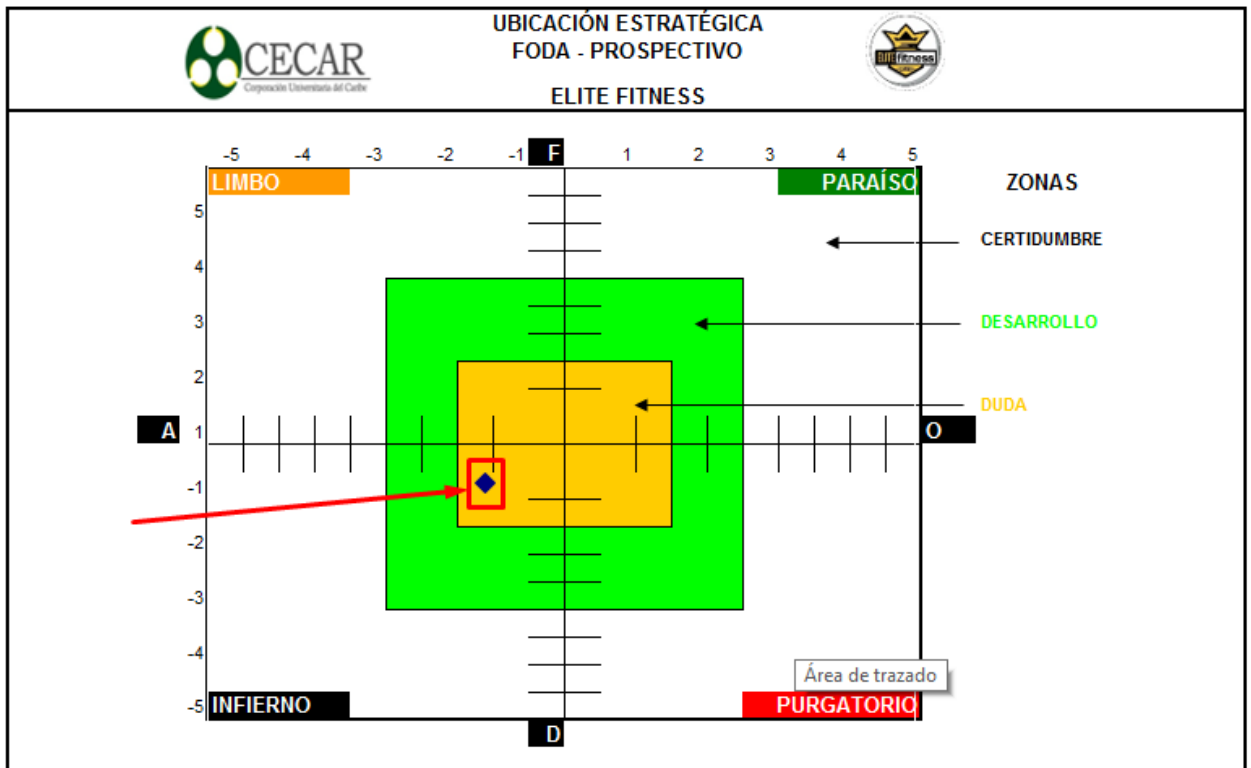 UBICACIÓN ESTRATÉGICA
FODA - PROSPECTIVO
ELITE FITNESS
CECAR
Corporación Universitaria del Caribe
ELITE fitness
-5 -4 -3 -2 -1 F 1 2 3 4 5
LIMBO PARAÍSO ZONAS
5
CERTIDUMBRE
4
3 DESARROLLO
2
DUDA
A 1 O
-1
-2
-3
-4
Área de trazado
-5 INFIERNO PURGATORIO
D